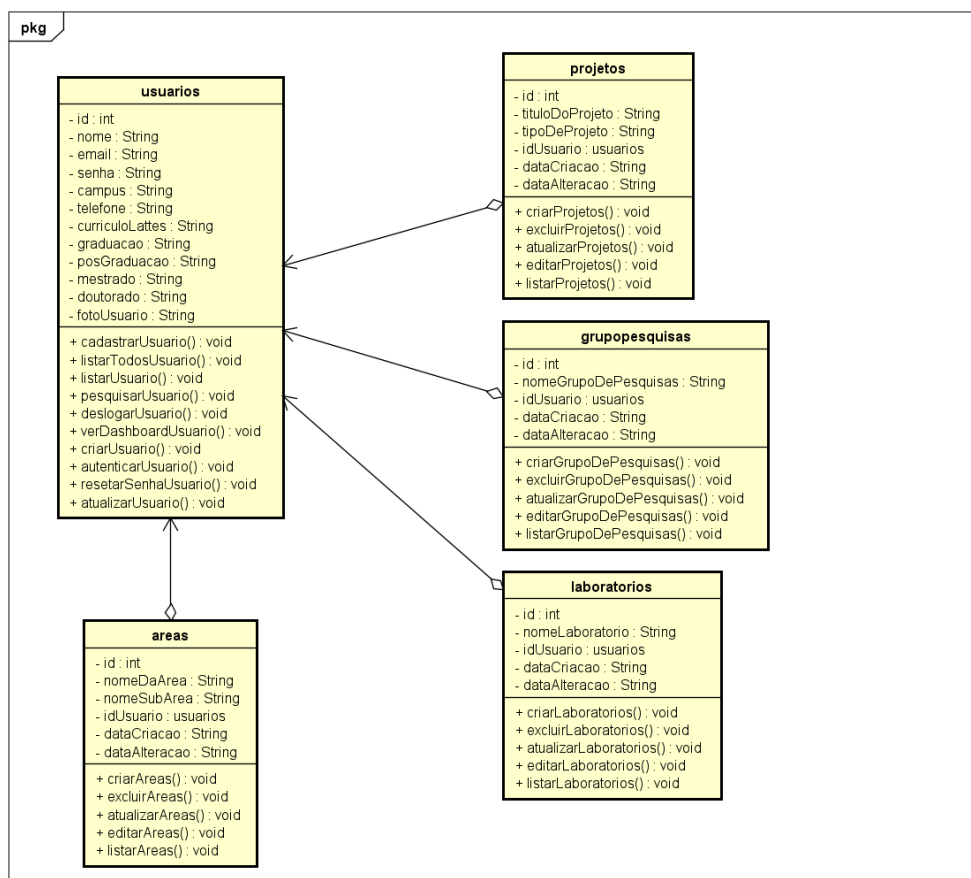 pkg
usuarios
- id : int
- nome : String
- email : String
- senha : String
- campus : String
- telefone : String
- curriculoLattes : String
- graduacao : String
- posGraduacao : String
- mestrado : String
- doutorado : String
- fotoUsuario : String
+ cadastrarUsuario() : void
+ listarTodosUsuario() : void
+ listarUsuario() : void
+ pesquisarUsuario() : void
+ deslogarUsuario() : void
+ verDashboardUsuario() : void
+ criarUsuario() : void
+ autenticarUsuario() : void
+ resetarSenhaUsuario() : void
+ atualizarUsuario() : void
projetos
- id : int
- tituloDoProjeto : String
- tipoDeProjeto : String
- idUsuario : usuarios
- dataCriacao : String
- dataAlteracao : String
+ criarProjetos() : void
+ excluirProjetos() : void
+ atualizarProjetos() : void
+ editarProjetos() : void
+ listarProjetos() : void
grupopesquisas
- id : int
- nomeGrupoDePesquisas : String
- idUsuario : usuarios
- dataCriacao : String
- dataAlteracao : String
+ criarGrupoDePesquisas() : void
+ excluirGrupoDePesquisas() : void
+ atualizarGrupoDePesquisas() : void
+ editarGrupoDePesquisas() : void
+ listarGrupoDePesquisas() : void
laboratorios
- id : int
- nomeLaboratorio : String
- idUsuario : usuarios
- dataCriacao : String
- dataAlteracao : String
+ criarLaboratorios() : void
+ excluirLaboratorios() : void
+ atualizarLaboratorios() : void
+ editarLaboratorios() : void
+ listarLaboratorios() : void
areas
- id : int
- nomeDaArea : String
- nomeSubArea : String
- idUsuario : usuarios
- dataCriacao : String
- dataAlteracao : String
+ criarAreas() : void
+ excluirAreas() : void
+ atualizarAreas() : void
+ editarAreas() : void
+ listarAreas() : void